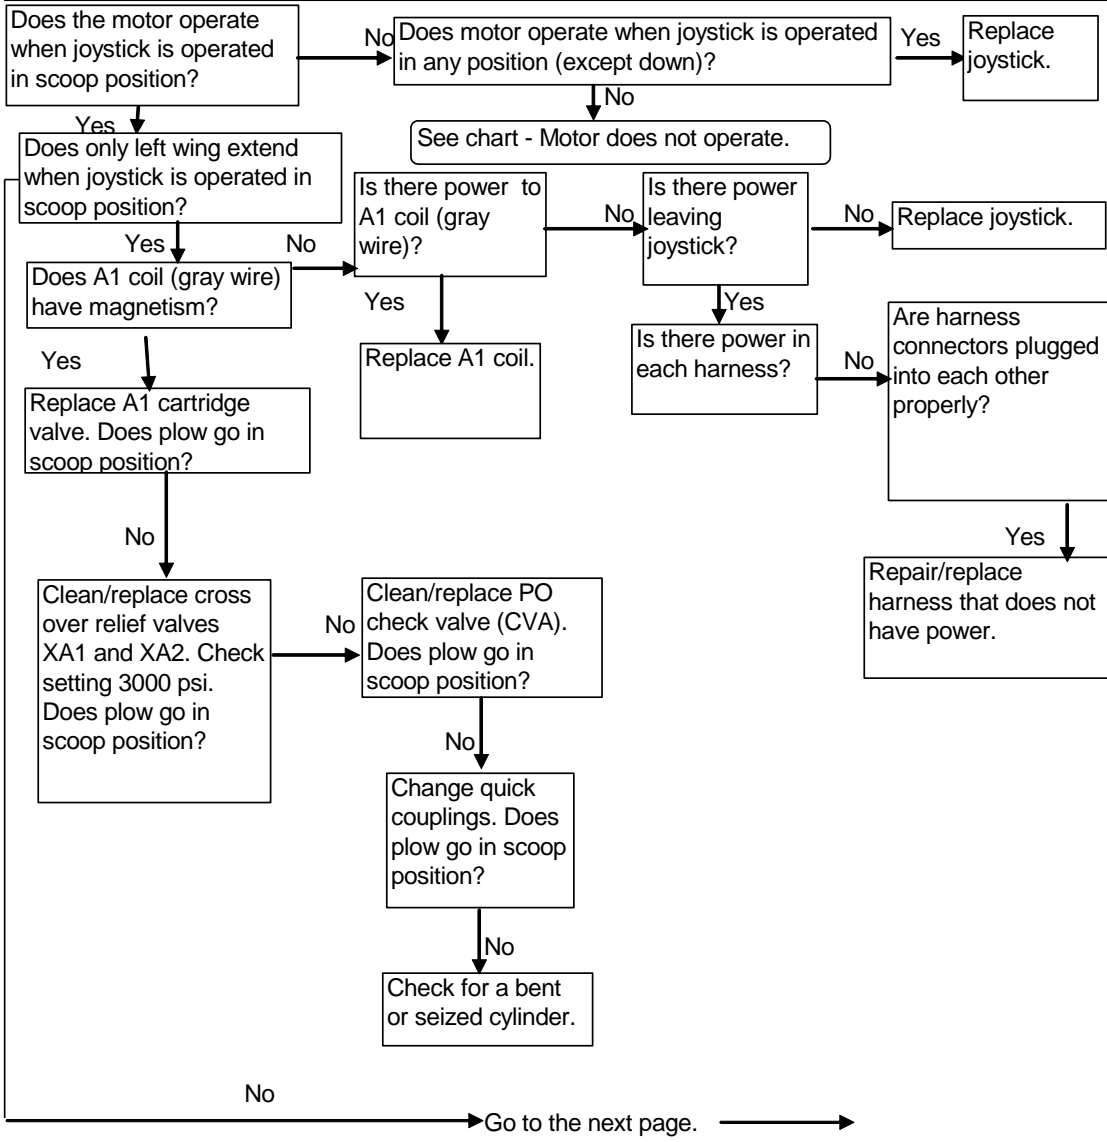 Does the motor operate
when joystick is operated
in scoop position?
No
Does motor operate when joystick is operated
in any position (except down)?
Yes
Replace
joystick.
No
See chart - Motor does not operate.
Yes
Does only left wing extend
when joystick is operated in
scoop position?
Yes
No
Does A1 coil (gray wire)
have magnetism?
Is there power to
A1 coil (gray
wire)?
No
Is there power
leaving
joystick?
No
Replace joystick.
Yes
Replace A1 coil.
Yes
Is there power in
each harness?
No
Are harness
connectors plugged
into each other
properly?
Yes
Repair/replace
harness that does not
have power.
Yes
Replace A1 cartridge
valve. Does plow go in
scoop position?
No
Clean/replace cross
over relief valves
XA1 and XA2. Check
setting 3000 psi.
Does plow go in
scoop position?
No
Clean/replace PO
check valve (CVA).
Does plow go in
scoop position?
No
Change quick
couplings. Does
plow go in scoop
position?
No
Check for a bent
or seized cylinder.
No
Go to the next page.